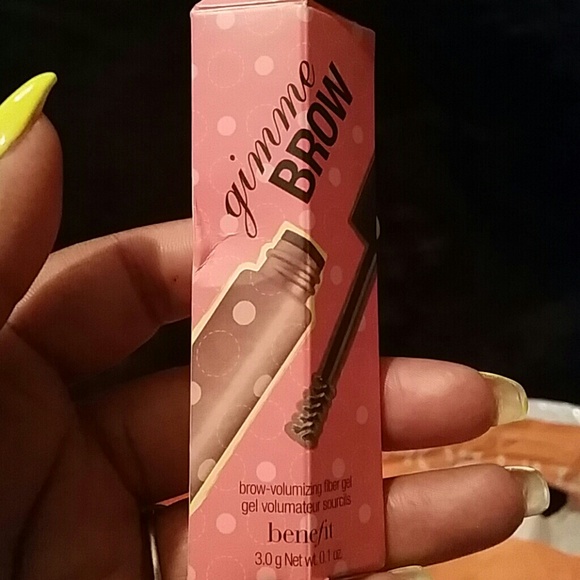 gimme
BROW
brow-volumizing fiber gel
gel volumateur sourcils
benefit
3.0 g Net wt. 0.1 oz.